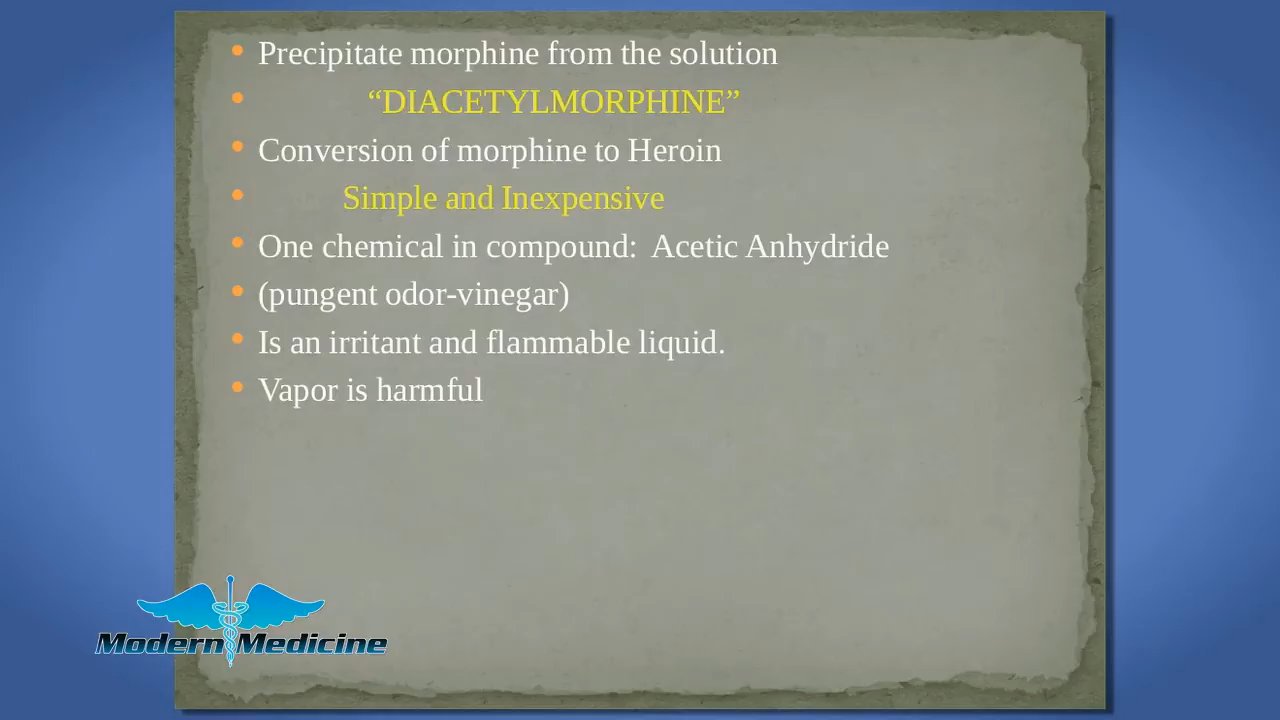 Precipitate morphine from the solution
“DIACETYLMORPHINE”
Conversion of morphine to Heroin
Simple and Inexpensive
One chemical in compound:  Acetic Anhydride
(pungent odor-vinegar)
Is an irritant and flammable liquid.
Vapor is harmful
Modern Medicine